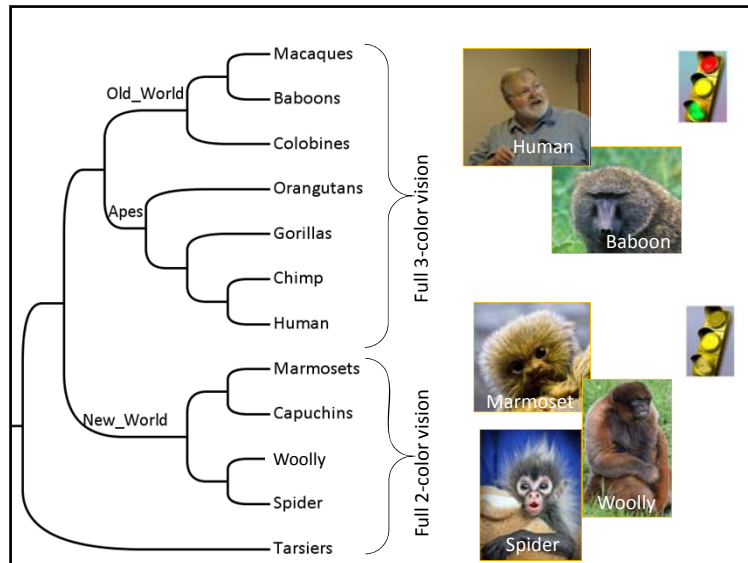 Macaques
Old_World
Baboons
Colobines
Orangutans
Apes
Gorillas
Chimp
Human
Full 3-color vision
Marmosets
New_World
Capuchins
Woolly
Spider
Tarsiers
Full 2-color vision
Human
Baboon
Marmoset
Woolly
Spider